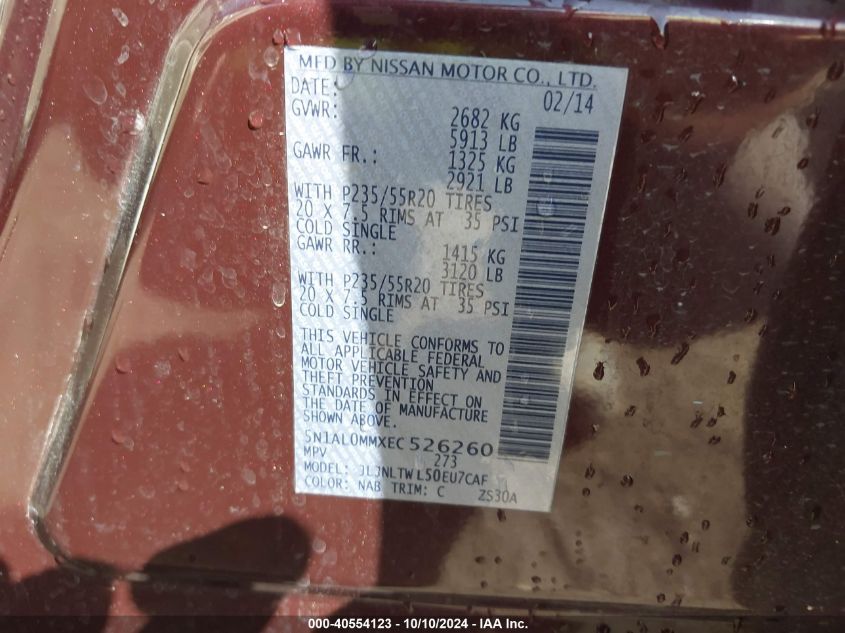 MFD BY NISSAN MOTOR CO., LTD.
DATE: 02/14
GVWR: 2682 KG
5913 LB
GAWR FR.: 1325 KG
2921 LB
WITH P235/55R20 TIRES
20 X 7.5 RIMS AT 35 PSI
COLD SINGLE
GAWR RR.: 1415 KG
3120 LB
WITH P235/55R20 TIRES
20 X 7.5 RIMS AT 35 PSI
COLD SINGLE
THIS VEHICLE CONFORMS TO
ALL APPLICABLE FEDERAL
MOTOR VEHICLE SAFETY AND
THEFT PREVENTION
STANDARDS IN EFFECT ON
THE DATE OF MANUFACTURE
SHOWN ABOVE.
5N1AL0MMXEC526260
MPV 273
MODEL: JLJNLTWL50EU7CAF
COLOR: NAB TRIM: C ZS30A
000-40554123 - 10/10/2024 - IAA Inc.